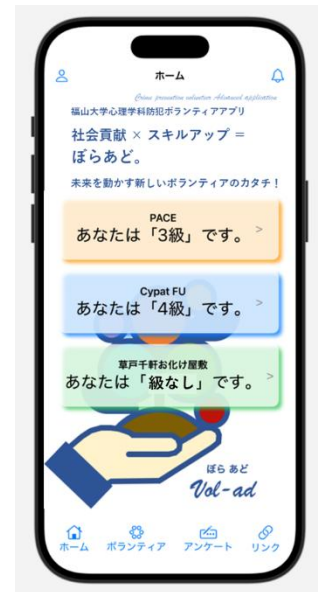 ホーム
Crime prevention volunteer Advanced application
福山大学心理学科防犯ボランティアアプリ
社会貢献 × スキルアップ =
ぼらあど。
未来を動かす新しいボランティアのカタチ！
PACE
あなたは「3級」です。 >
Cypat FU
あなたは「4級」です。 >
草戸千軒お化け屋敷
あなたは「級なし」です。 >
ぼら あど
Vol-ad
ホーム ボランティア アンケート リンク